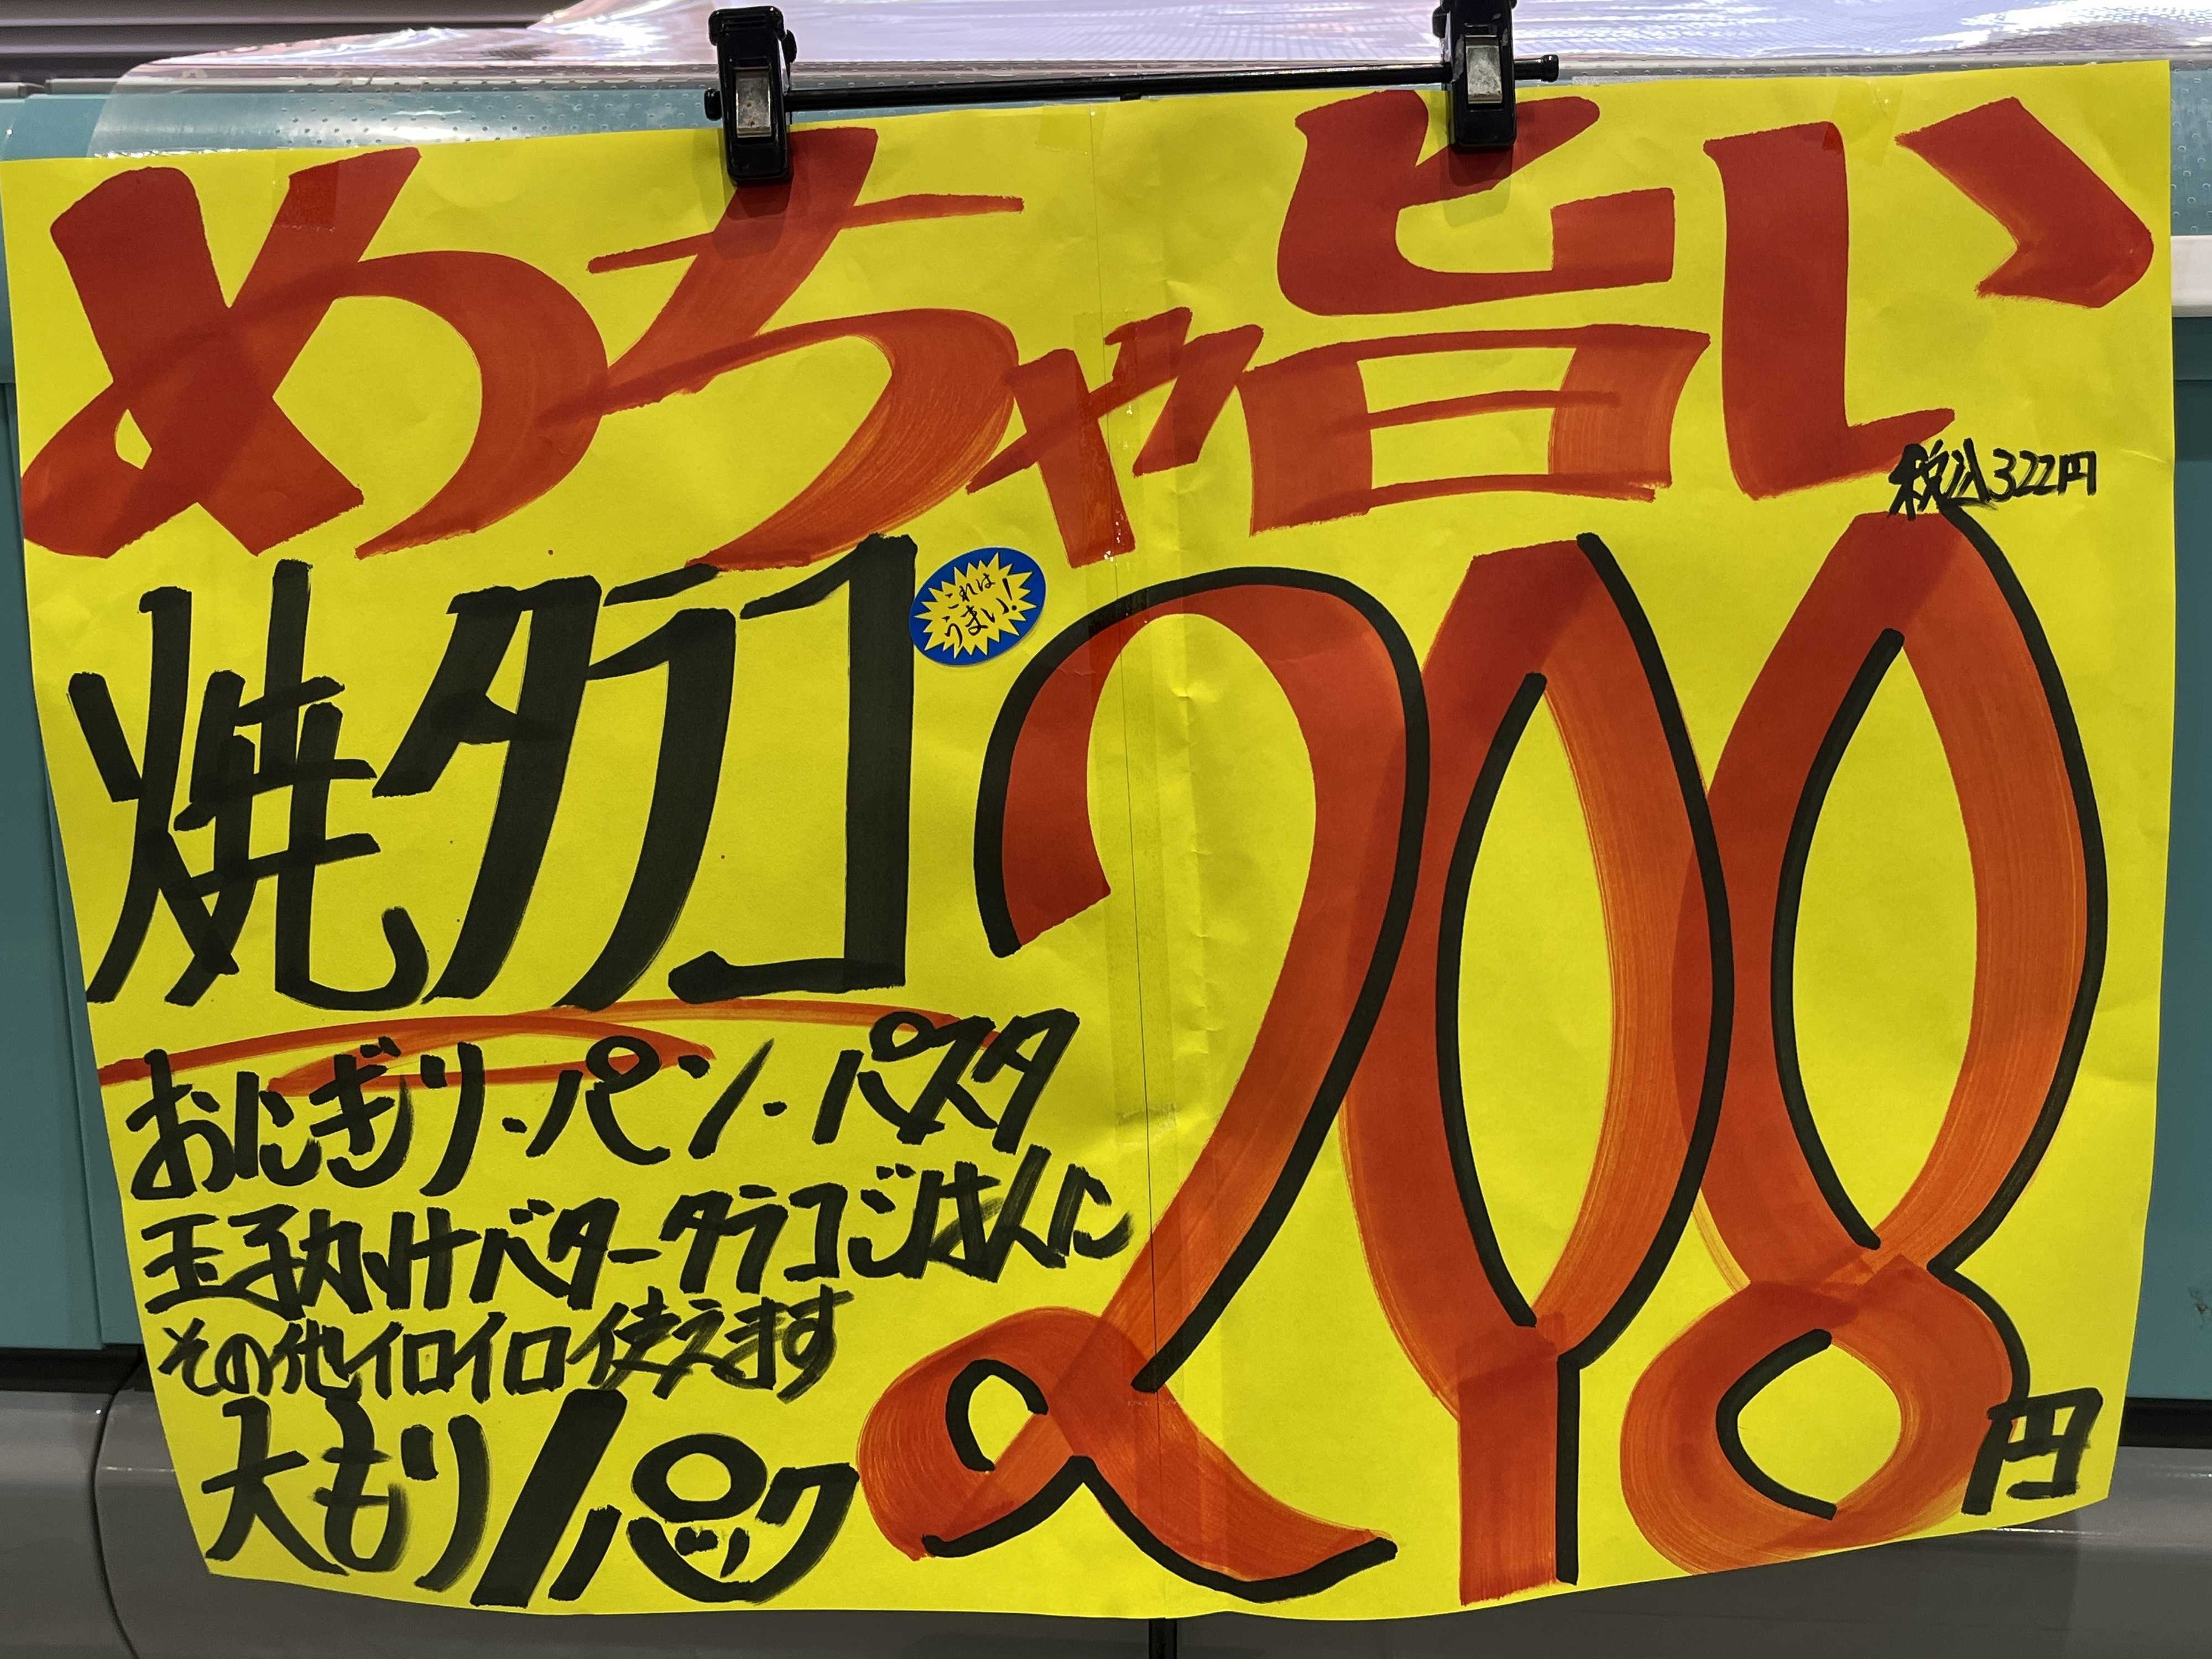 めちゃ旨い
税込322円
焼タラコ
これは
うまい!
298円
おにぎり・パン・パスタ
玉子かけバタータラコごはんに
その他イロイロ使えます
大もり1パック